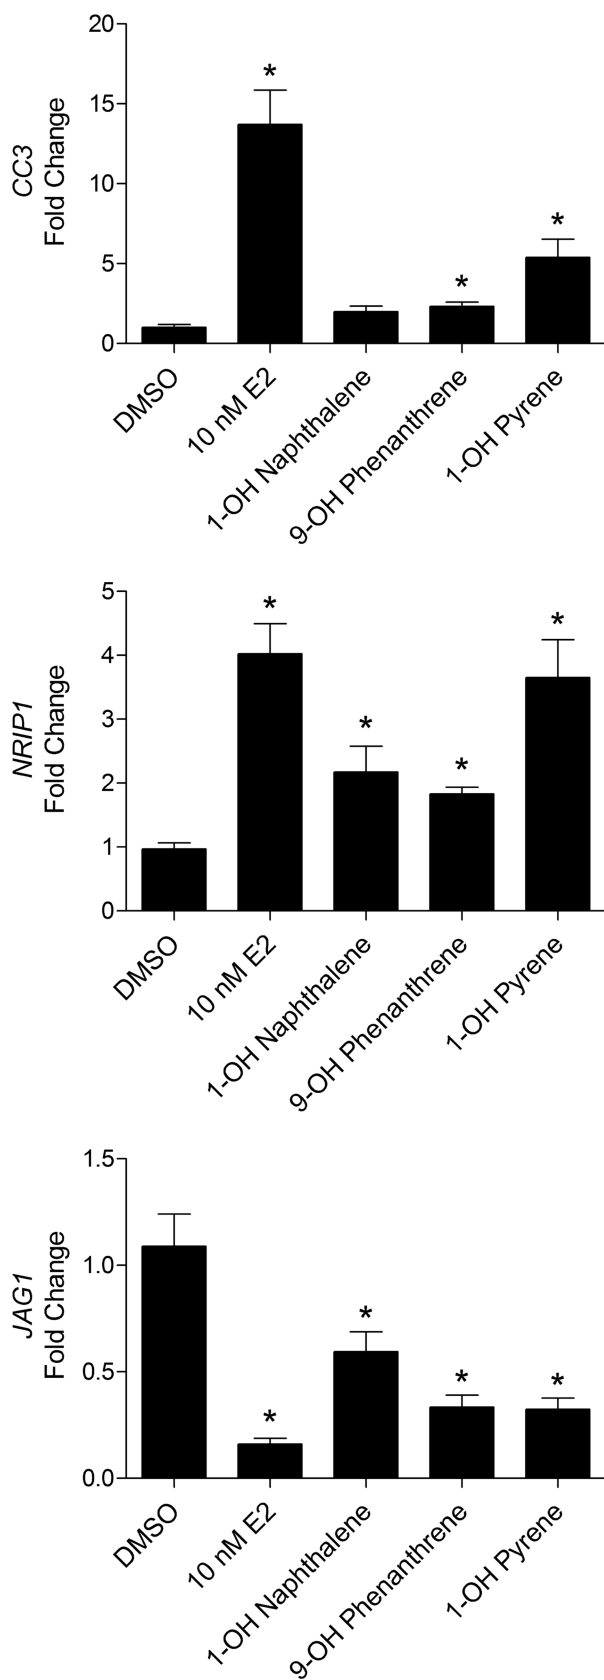 CC3
Fold Change
20
15
10
5
0
*
*
*
DMSO
10 nM E2
1-OH Naphthalene
9-OH Phenanthrene
1-OH Pyrene
NRIP1
Fold Change
5
4
3
2
1
0
*
*
*
*
DMSO
10 nM E2
1-OH Naphthalene
9-OH Phenanthrene
1-OH Pyrene
JAG1
Fold Change
1.5
1.0
0.5
0.0
*
*
*
*
DMSO
10 nM E2
1-OH Naphthalene
9-OH Phenanthrene
1-OH Pyrene